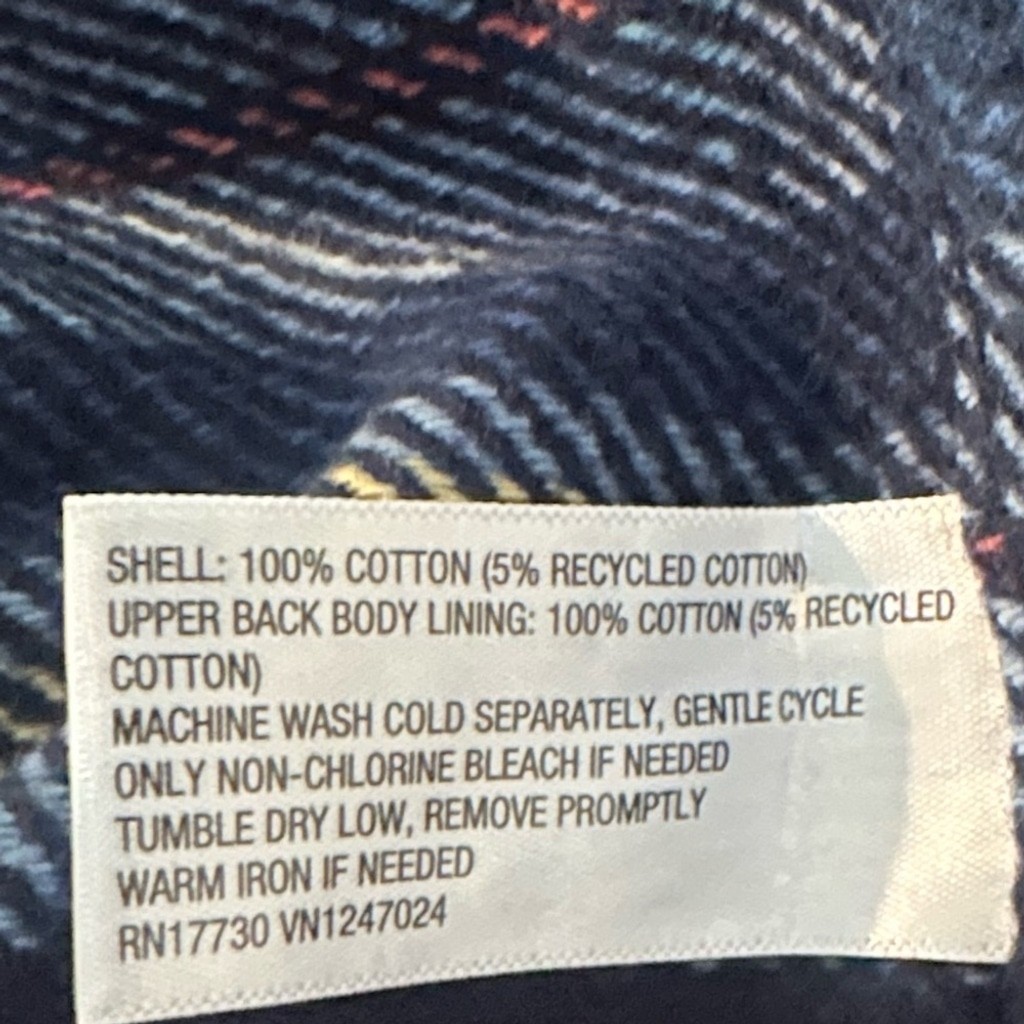 SHELL: 100% COTTON (5% RECYCLED COTTON)
UPPER BACK BODY LINING: 100% COTTON (5% RECYCLED
COTTON)
MACHINE WASH COLD SEPARATELY, GENTLE CYCLE
ONLY NON-CHLORINE BLEACH IF NEEDED
TUMBLE DRY LOW, REMOVE PROMPTLY
WARM IRON IF NEEDED
RN17730 VN1247024